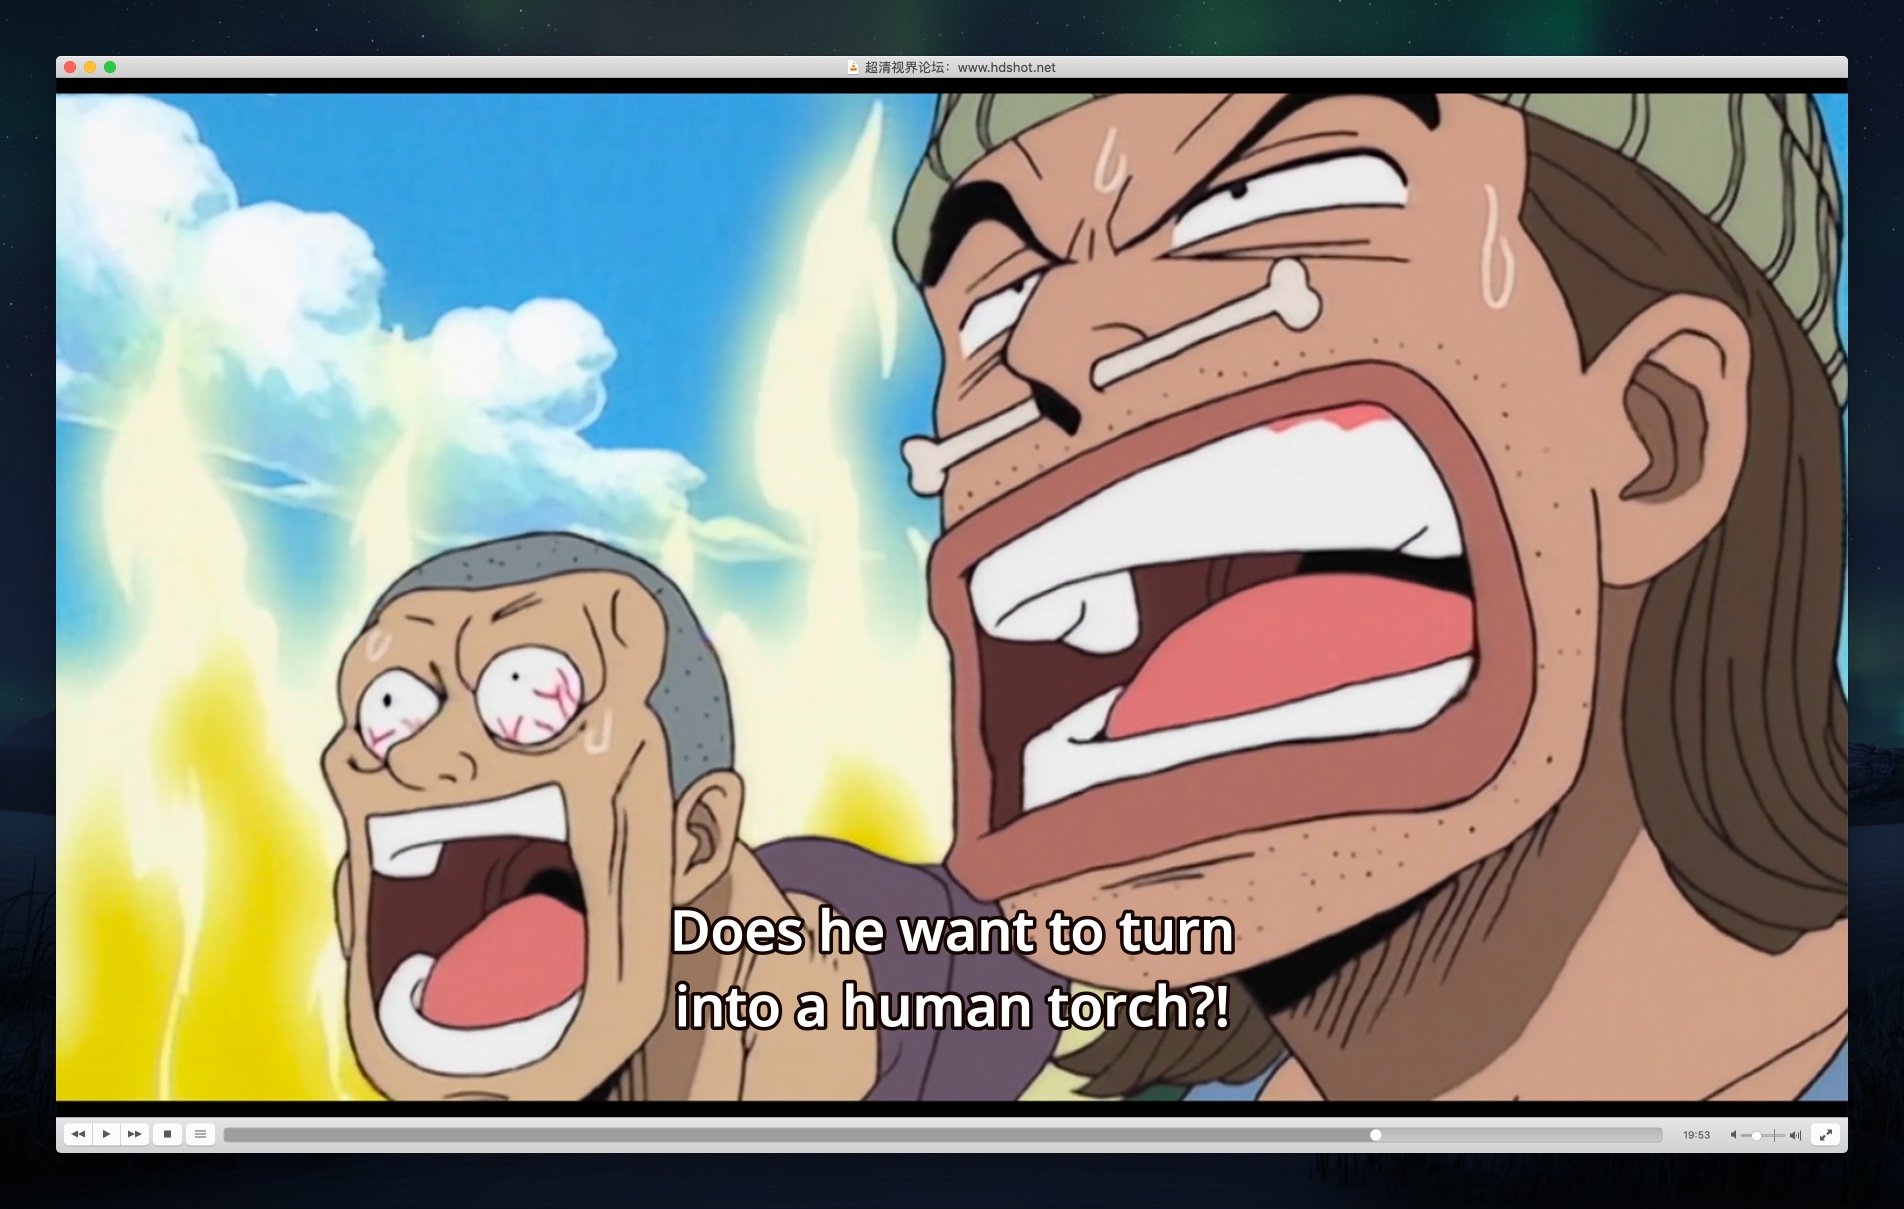 超清视界论坛：www.hdshot.net
Does he want to turn
into a human torch?!
19:53